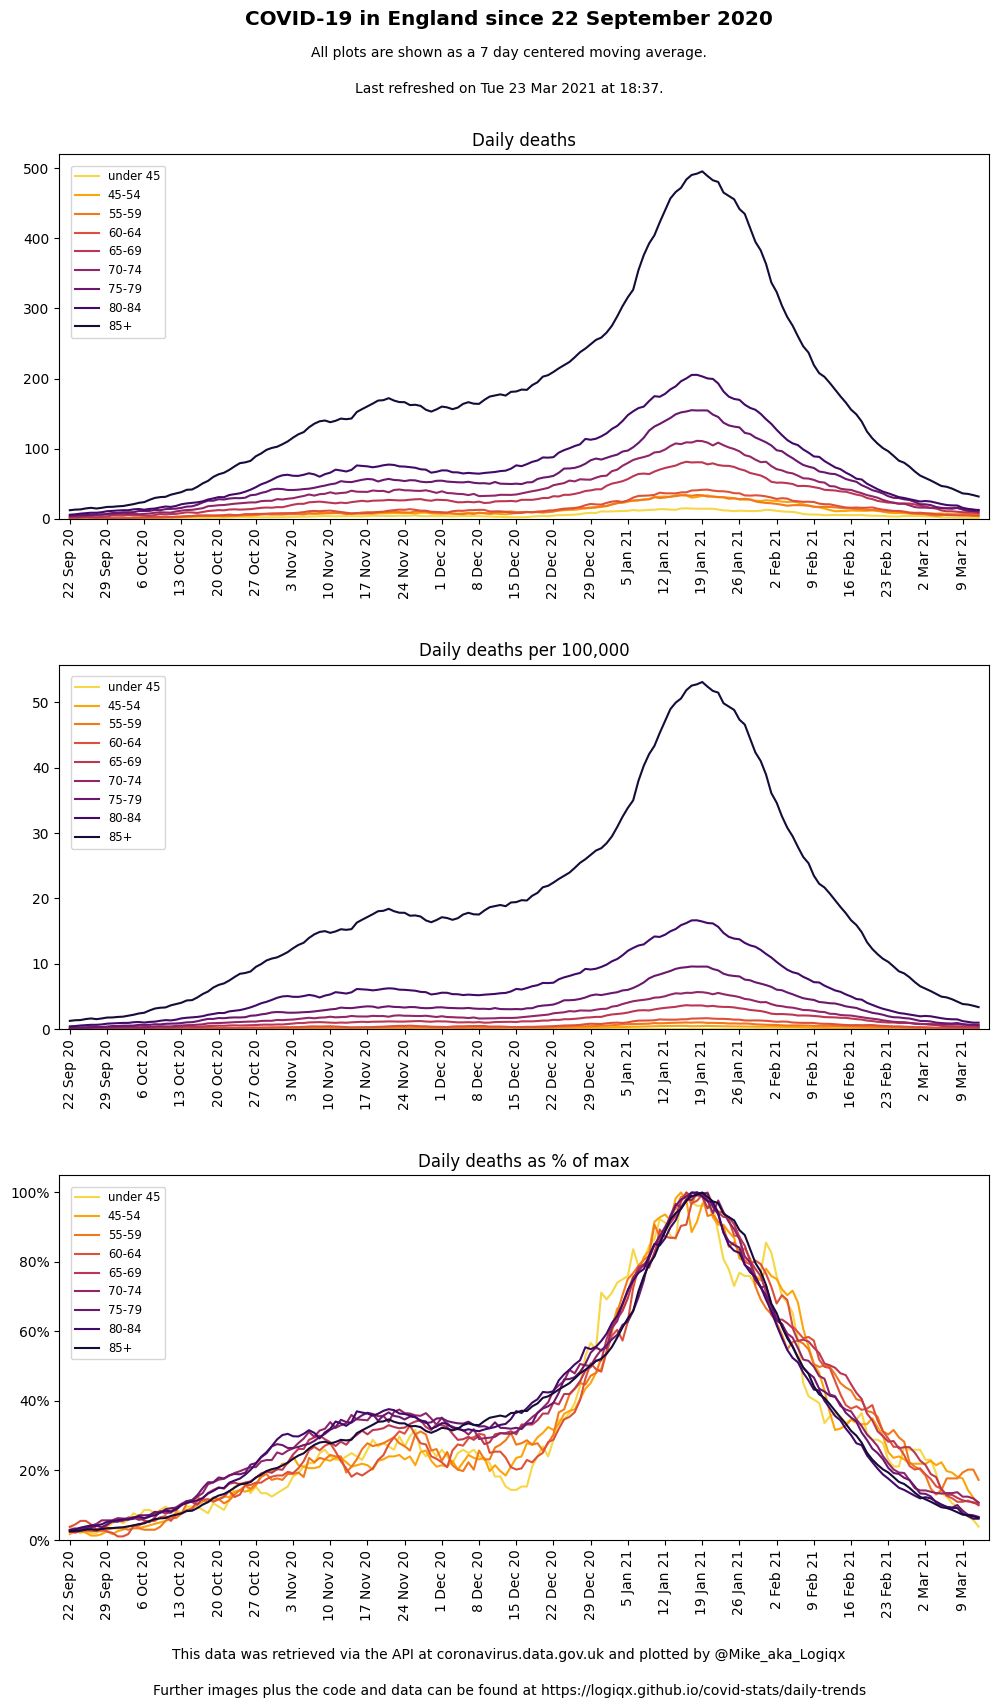 COVID-19 in England since 22 September 2020
All plots are shown as a 7 day centered moving average.
Last refreshed on Tue 23 Mar 2021 at 18:37.
Daily deaths
500
400
300
200
100
0
under 45
45-54
55-59
60-64
65-69
70-74
75-79
80-84
85+
22 Sep 20
29 Sep 20
6 Oct 20
13 Oct 20
20 Oct 20
27 Oct 20
3 Nov 20
10 Nov 20
17 Nov 20
24 Nov 20
1 Dec 20
8 Dec 20
15 Dec 20
22 Dec 20
29 Dec 20
5 Jan 21
12 Jan 21
19 Jan 21
26 Jan 21
2 Feb 21
9 Feb 21
16 Feb 21
23 Feb 21
2 Mar 21
9 Mar 21
Daily deaths per 100,000
50
40
30
20
10
0
under 45
45-54
55-59
60-64
65-69
70-74
75-79
80-84
85+
22 Sep 20
29 Sep 20
6 Oct 20
13 Oct 20
20 Oct 20
27 Oct 20
3 Nov 20
10 Nov 20
17 Nov 20
24 Nov 20
1 Dec 20
8 Dec 20
15 Dec 20
22 Dec 20
29 Dec 20
5 Jan 21
12 Jan 21
19 Jan 21
26 Jan 21
2 Feb 21
9 Feb 21
16 Feb 21
23 Feb 21
2 Mar 21
9 Mar 21
Daily deaths as % of max
100%
80%
60%
40%
20%
0%
under 45
45-54
55-59
60-64
65-69
70-74
75-79
80-84
85+
22 Sep 20
29 Sep 20
6 Oct 20
13 Oct 20
20 Oct 20
27 Oct 20
3 Nov 20
10 Nov 20
17 Nov 20
24 Nov 20
1 Dec 20
8 Dec 20
15 Dec 20
22 Dec 20
29 Dec 20
5 Jan 21
12 Jan 21
19 Jan 21
26 Jan 21
2 Feb 21
9 Feb 21
16 Feb 21
23 Feb 21
2 Mar 21
9 Mar 21
This data was retrieved via the API at coronavirus.data.gov.uk and plotted by @Mike_aka_Logiqx
Further images plus the code and data can be found at https://logiqx.github.io/covid-stats/daily-trends